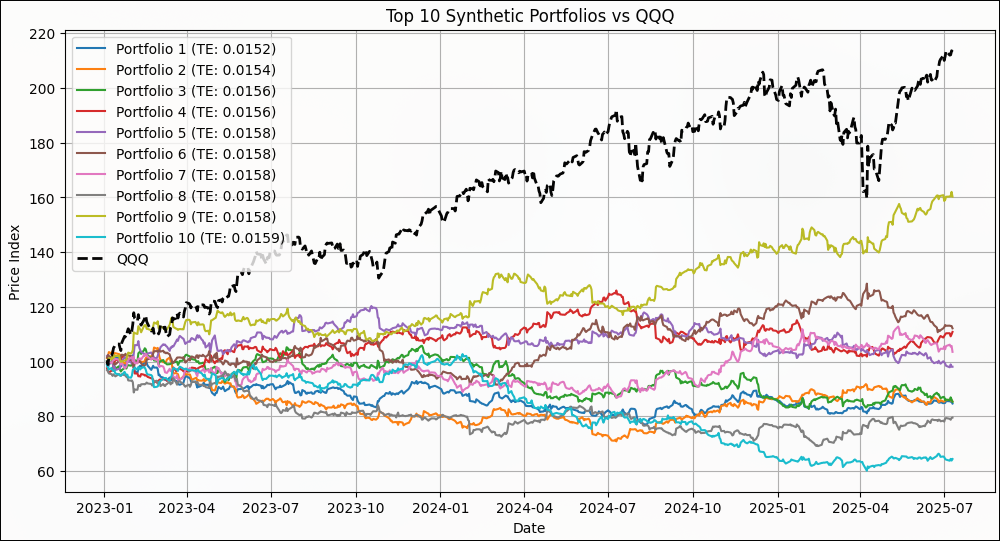 Top 10 Synthetic Portfolios vs QQQ
220
200
180
160
140
120
100
80
60
Price Index
Portfolio 1 (TE: 0.0152)
Portfolio 2 (TE: 0.0154)
Portfolio 3 (TE: 0.0156)
Portfolio 4 (TE: 0.0156)
Portfolio 5 (TE: 0.0158)
Portfolio 6 (TE: 0.0158)
Portfolio 7 (TE: 0.0158)
Portfolio 8 (TE: 0.0158)
Portfolio 9 (TE: 0.0158)
Portfolio 10 (TE: 0.0159)
QQQ
2023-01 2023-04 2023-07 2023-10 2024-01 2024-04 2024-07 2024-10 2025-01 2025-04 2025-07
Date